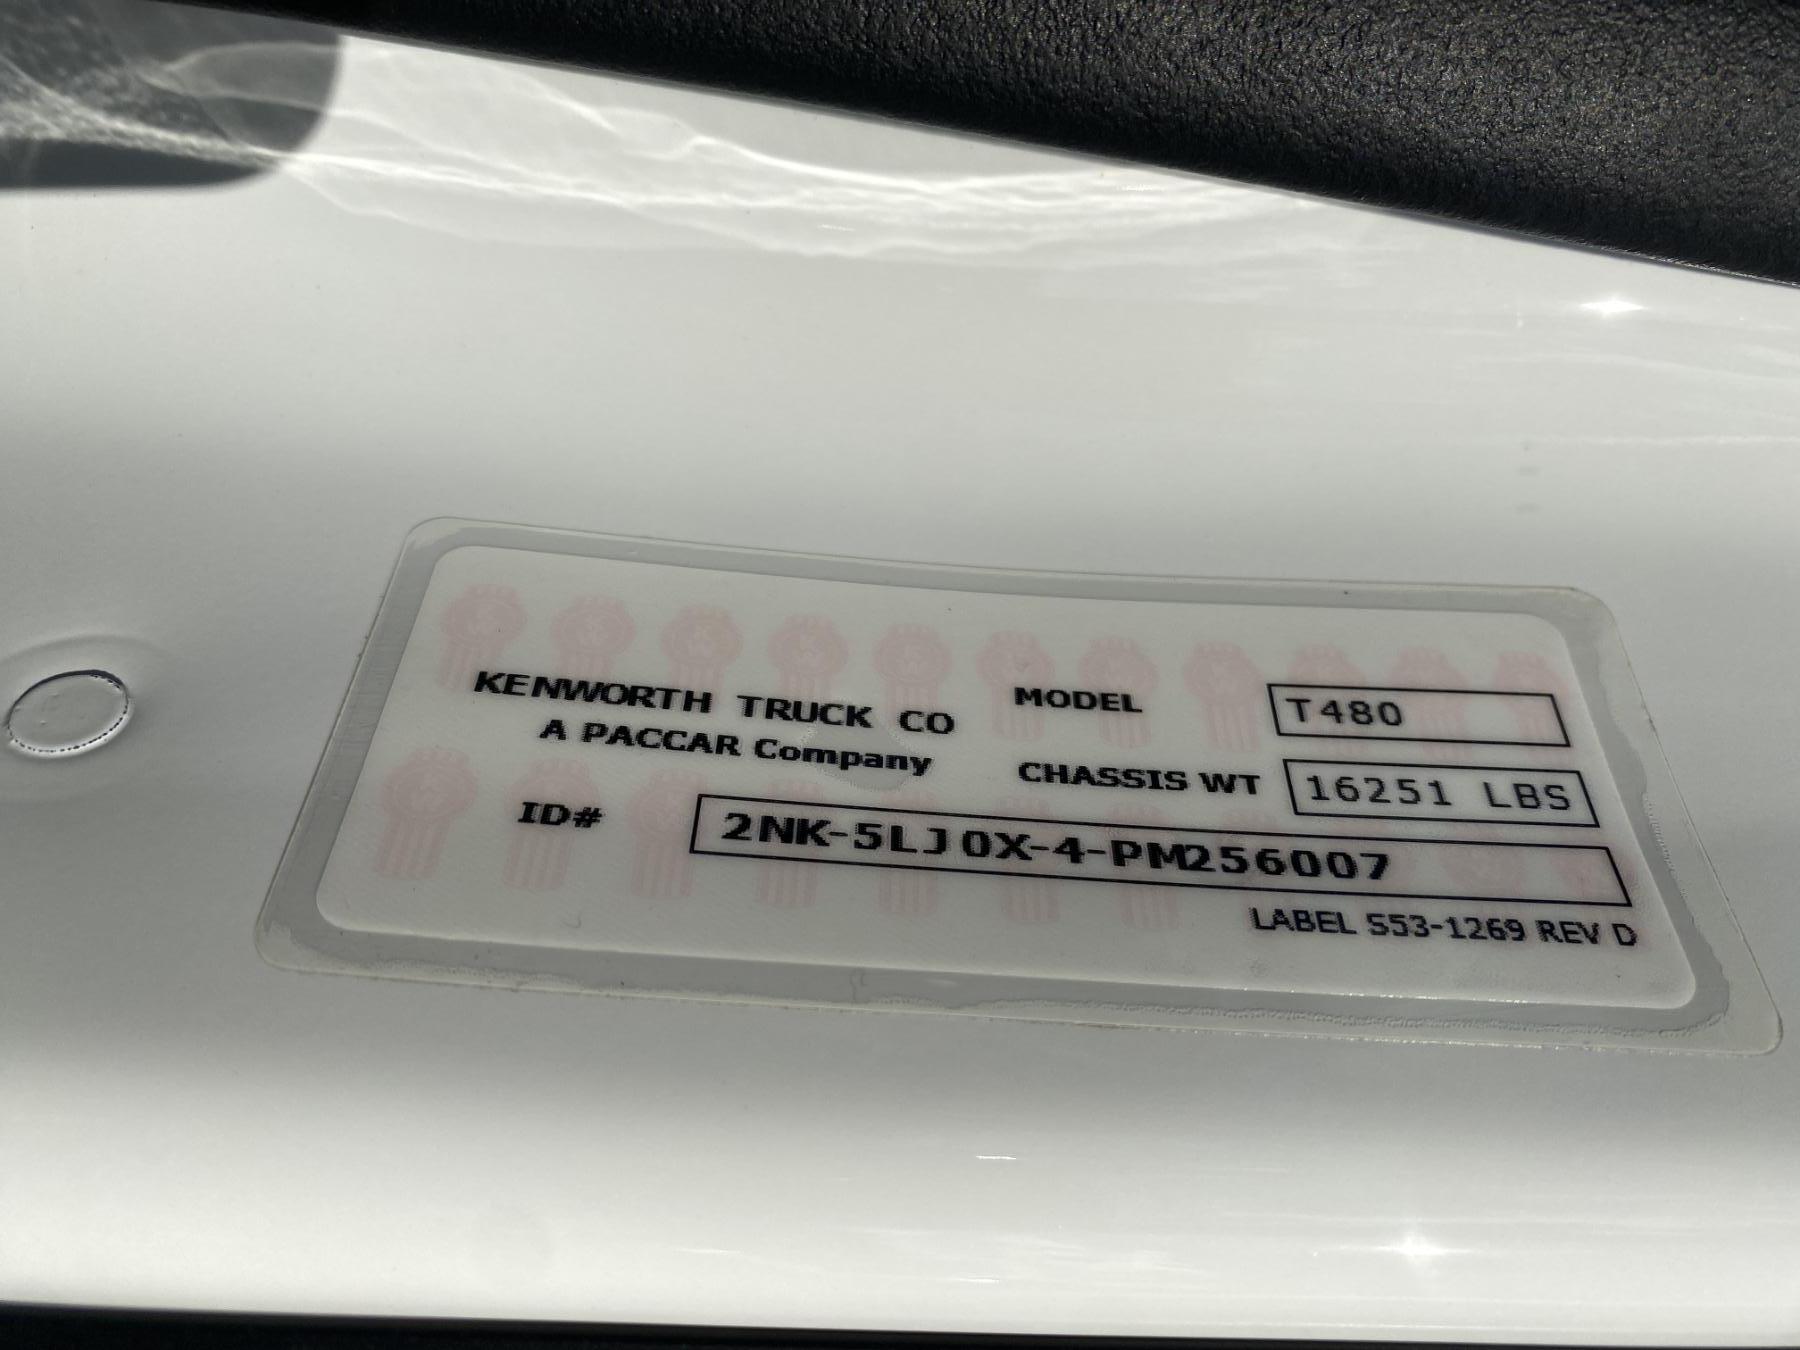 KENWORTH TRUCK CO
A PACCAR Company
MODEL T480
CHASSIS WT 16251 LBS
ID# 2NK-5LJ0X-4-PM256007
LABEL S53-1269 REV D